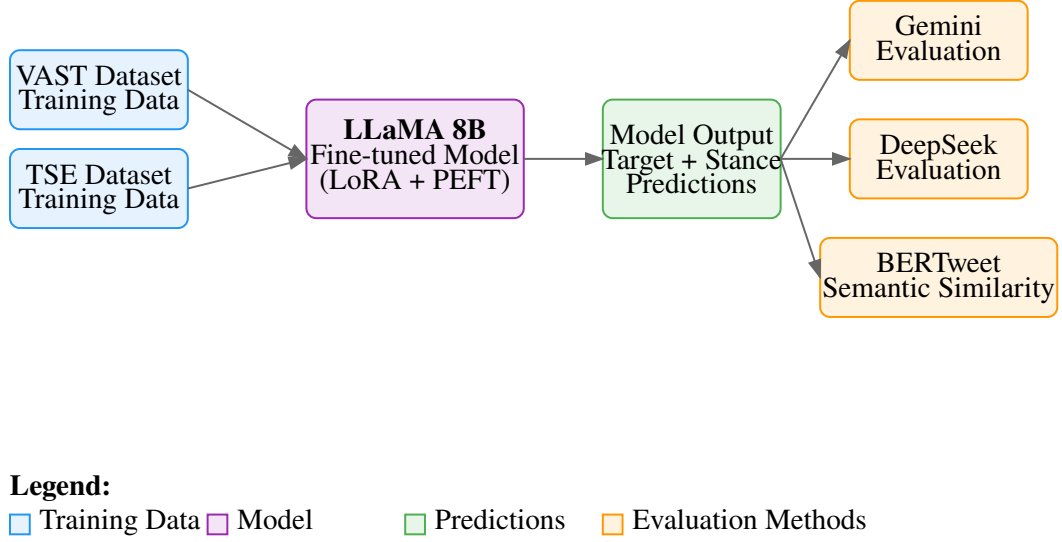 VAST Dataset
Training Data
TSE Dataset
Training Data
LLaMA 8B
Fine-tuned Model
(LoRA + PEFT)
Model Output
Target + Stance
Predictions
Gemini
Evaluation
DeepSeek
Evaluation
BERTweet
Semantic Similarity
Legend:
Training Data
Model
Predictions
Evaluation Methods